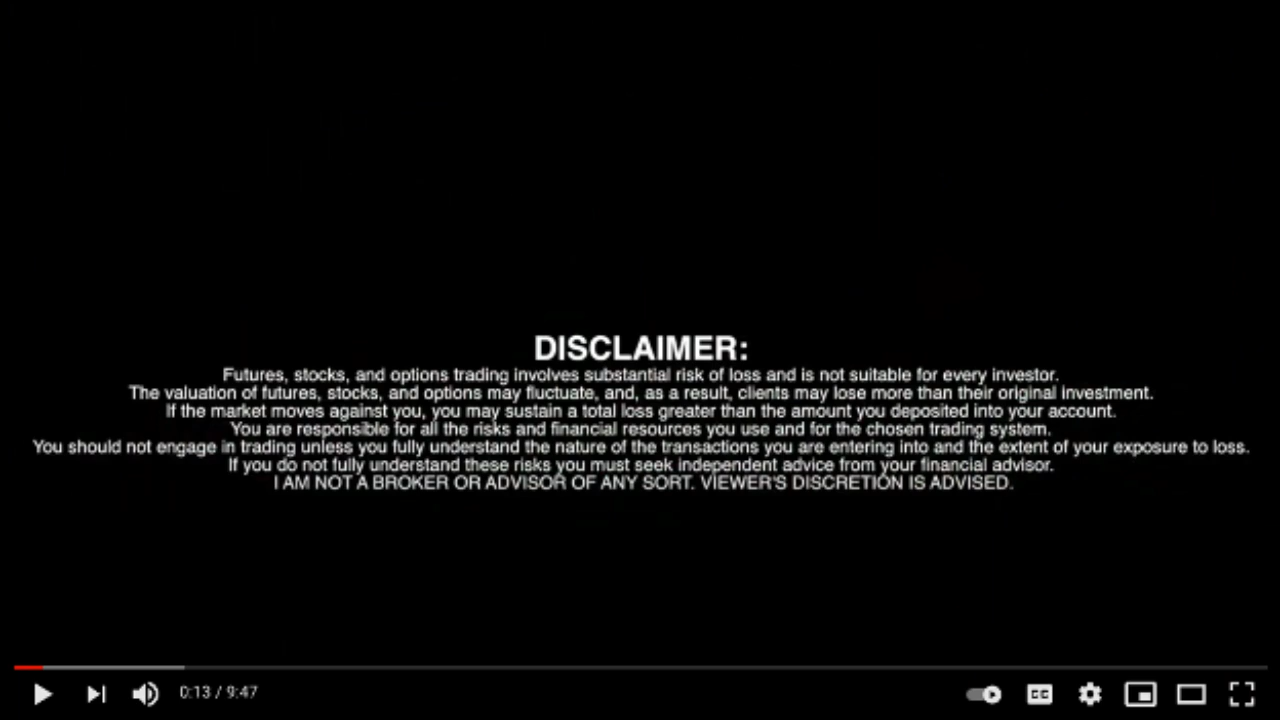 DISCLAIMER:
Futures, stocks, and options trading involves substantial risk of loss and is not suitable for every investor.
The valuation of futures, stocks, and options may fluctuate, and, as a result, clients may lose more than their original investment.
If the market moves against you, you may sustain a total loss greater than the amount you deposited into your account.
You are responsible for all the risks and financial resources you use and for the chosen trading system.
You should not engage in trading unless you fully understand the nature of the transactions you are entering into and the extent of your exposure to loss.
If you do not fully understand these risks you must seek independent advice from your financial advisor.
I AM NOT A BROKER OR ADVISOR OF ANY SORT. VIEWER'S DISCRETION IS ADVISED.
0:13 / 9:47
CC